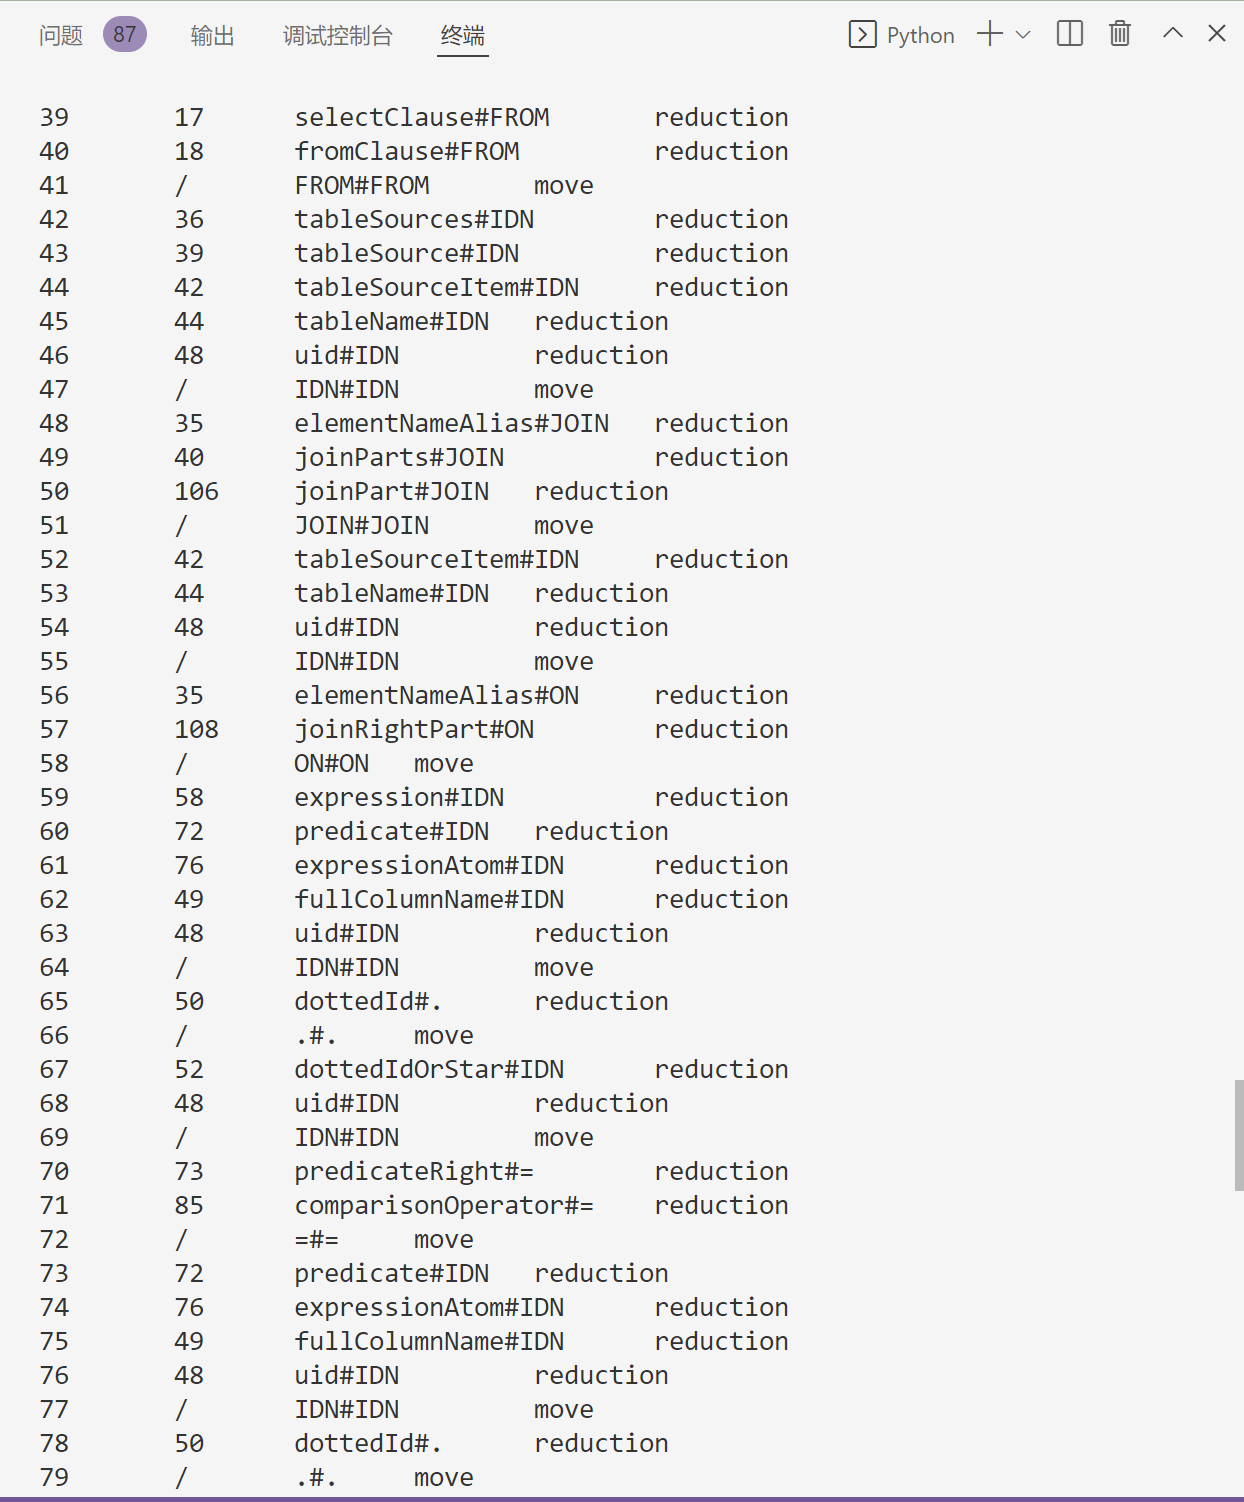 问题 87 输出 调试控制台 终端 Python
39 17 selectClause#FROM reduction
40 18 fromClause#FROM reduction
41 / FROM#FROM move
42 36 tableSources#IDN reduction
43 39 tableSource#IDN reduction
44 42 tableSourceItem#IDN reduction
45 44 tableName#IDN reduction
46 48 uid#IDN reduction
47 / IDN#IDN move
48 35 elementNameAlias#JOIN reduction
49 40 joinParts#JOIN reduction
50 106 joinPart#JOIN reduction
51 / JOIN#JOIN move
52 42 tableSourceItem#IDN reduction
53 44 tableName#IDN reduction
54 48 uid#IDN reduction
55 / IDN#IDN move
56 35 elementNameAlias#ON reduction
57 108 joinRightPart#ON reduction
58 / ON#ON move
59 58 expression#IDN reduction
60 72 predicate#IDN reduction
61 76 expressionAtom#IDN reduction
62 49 fullColumnName#IDN reduction
63 48 uid#IDN reduction
64 / IDN#IDN move
65 50 dottedId#. reduction
66 / .#. move
67 52 dottedIdOrStar#IDN reduction
68 48 uid#IDN reduction
69 / IDN#IDN move
70 73 predicateRight#= reduction
71 85 comparisonOperator#= reduction
72 / =#= move
73 72 predicate#IDN reduction
74 76 expressionAtom#IDN reduction
75 49 fullColumnName#IDN reduction
76 48 uid#IDN reduction
77 / IDN#IDN move
78 50 dottedId#. reduction
79 / .#. move